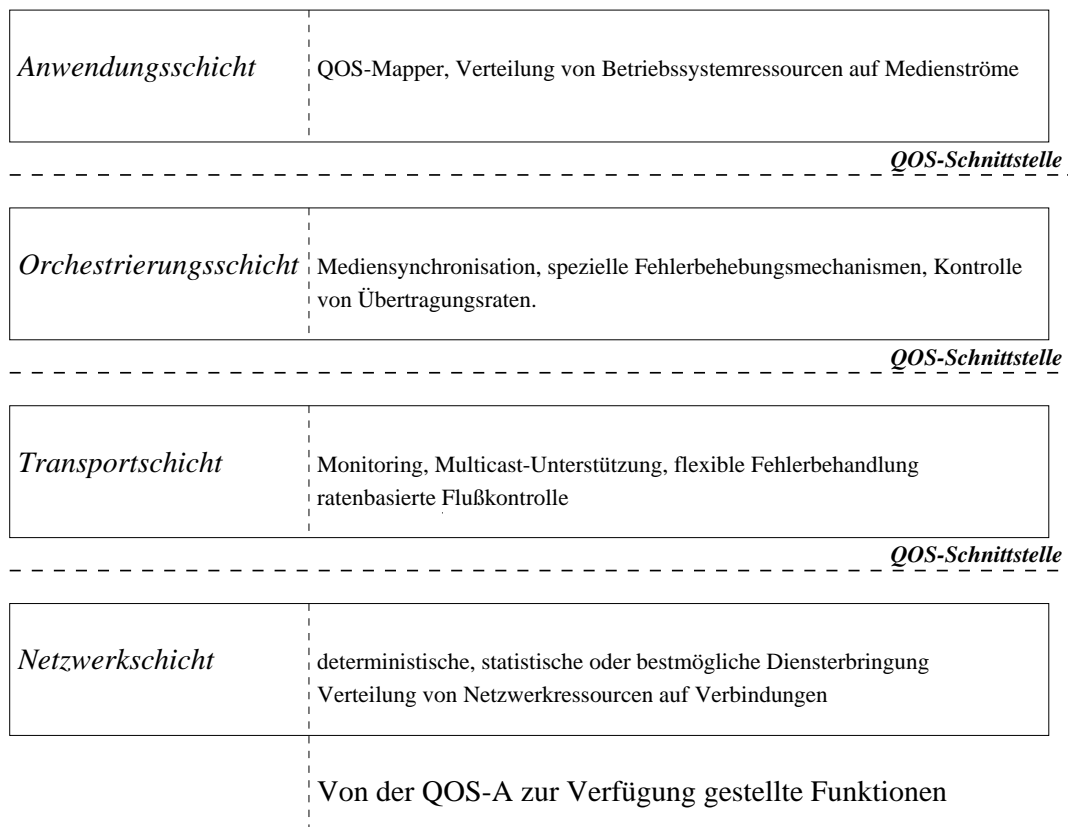 Anwendungsschicht
QOS-Mapper, Verteilung von Betriebssystemressourcen auf Medienströme
QOS-Schnittstelle
Orchestrierungsschicht
Mediensynchronisation, spezielle Fehlerbehebungsmechanismen, Kontrolle
von Übertragungsraten.
QOS-Schnittstelle
Transportschicht
Monitoring, Multicast-Unterstützung, flexible Fehlerbehandlung
ratenbasierte Flußkontrolle
QOS-Schnittstelle
Netzwerkschicht
deterministische, statistische oder bestmögliche Diensterbringung
Verteilung von Netzwerkressourcen auf Verbindungen
Von der QOS-A zur Verfügung gestellte Funktionen